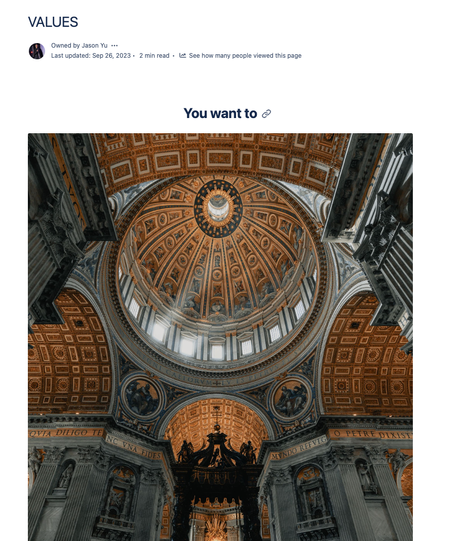 VALUES
Owned by Jason Yu
Last updated: Sep 26, 2023 • 2 min read • See how many people viewed this page
You want to